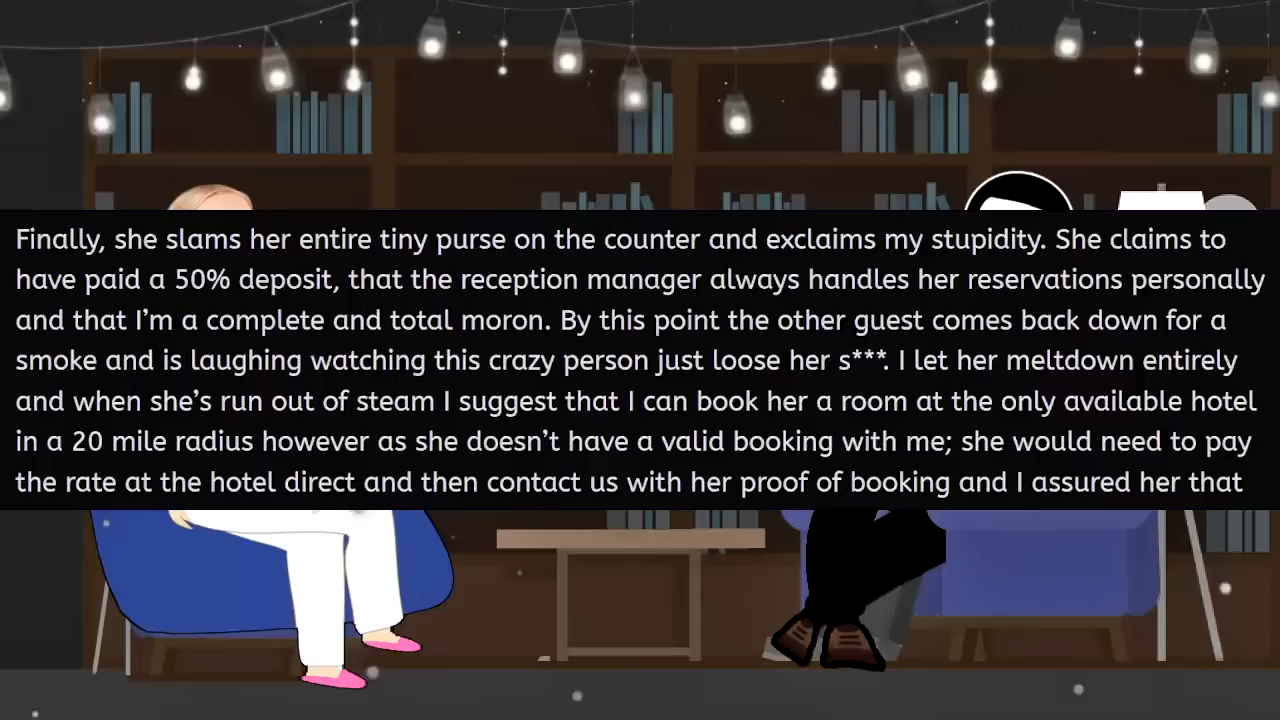 Finally, she slams her entire tiny purse on the counter and exclaims my stupidity. She claims to
have paid a 50% deposit, that the reception manager always handles her reservations personally
and that I’m a complete and total moron. By this point the other guest comes back down for a
smoke and is laughing watching this crazy person just loose her s***. I let her meltdown entirely
and when she’s run out of steam I suggest that I can book her a room at the only available hotel
in a 20 mile radius however as she doesn’t have a valid booking with me; she would need to pay
the rate at the hotel direct and then contact us with her proof of booking and I assured her that